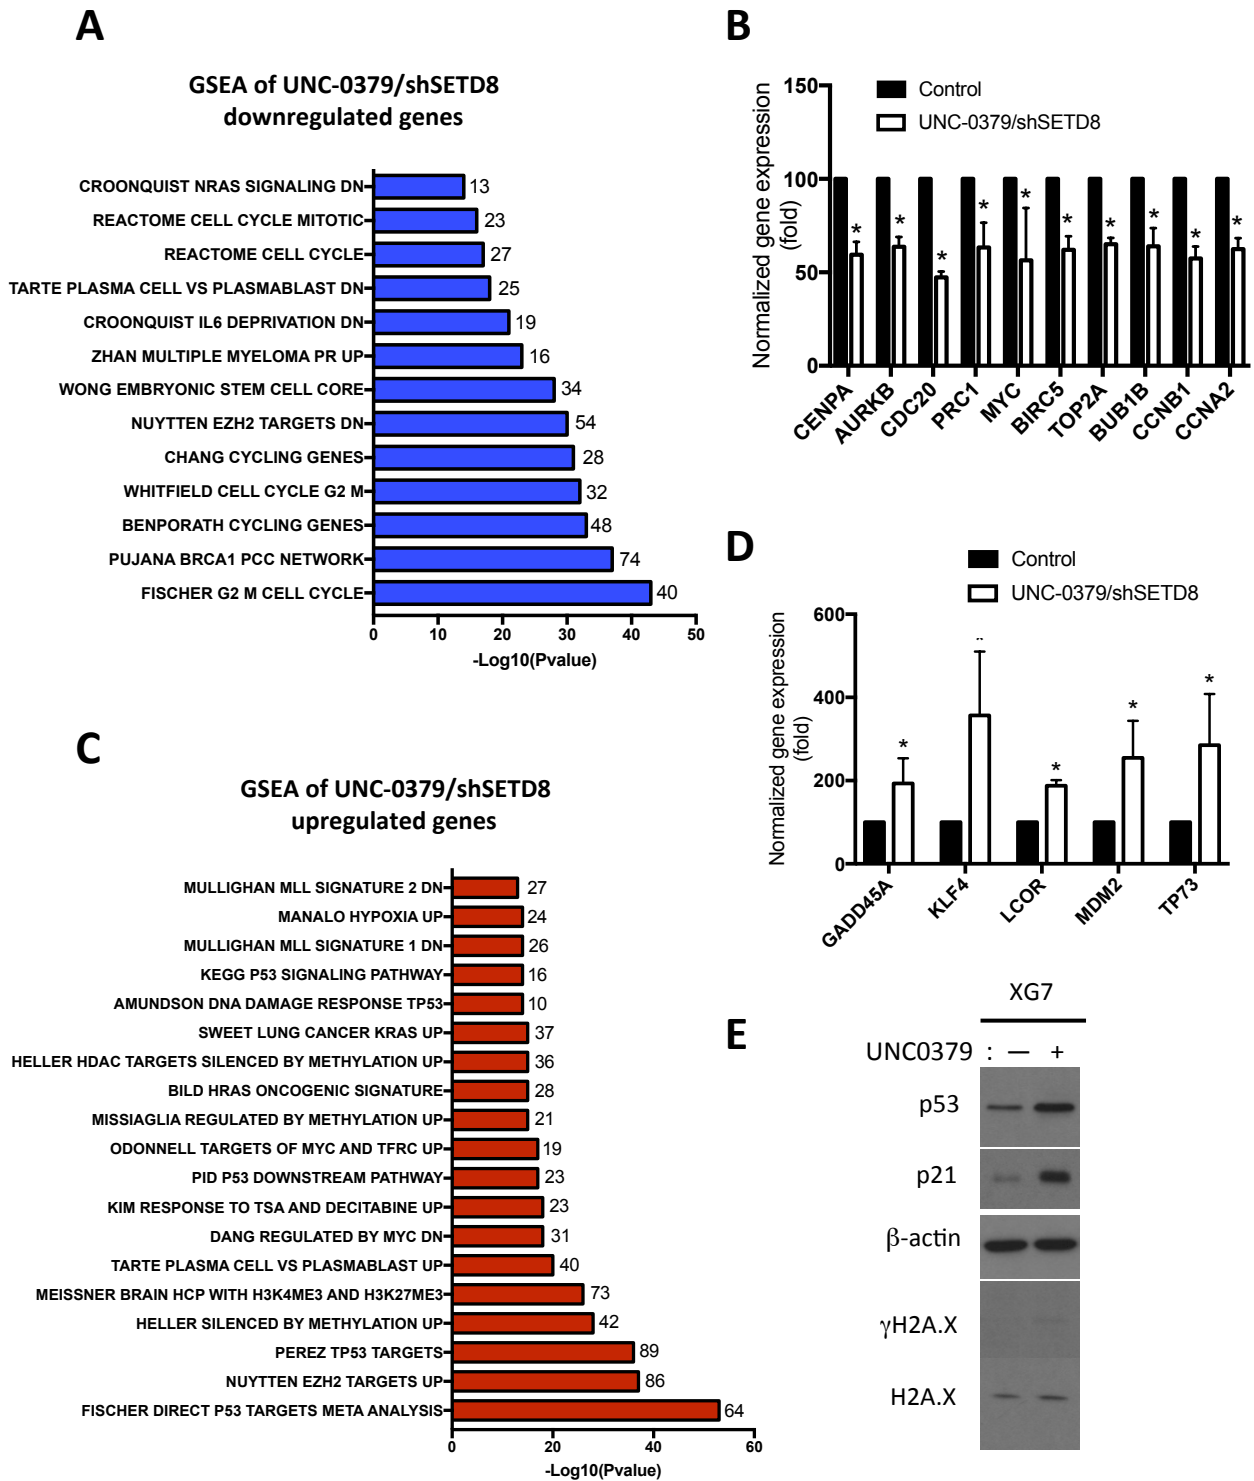 A
GSEA of UNC-0379/shSETD8
downregulated genes
CROONQUIST NRAS SIGNALING DN 13
REACTOME CELL CYCLE MITOTIC 23
REACTOME CELL CYCLE 27
TARTE PLASMA CELL VS PLASMABLAST DN 25
CROONQUIST IL6 DEPRIVATION DN 19
ZHAN MULTIPLE MYELOMA PR UP 16
WONG EMBRYONIC STEM CELL CORE 34
NUYTTEN EZH2 TARGETS DN 54
CHANG CYCLING GENES 28
WHITFIELD CELL CYCLE G2 M 32
BENPORATH CYCLING GENES 48
PUJANA BRCA1 PCC NETWORK 74
FISCHER G2 M CELL CYCLE 40
0 10 20 30 40 50
-Log10(Pvalue)
B
Control
UNC-0379/shSETD8
Normalized gene expression
(fold)
150
100
50
0
* * * * * * * * * *
CENPA AURKB CDC20 PRC1 MYC BIRC5 TOP2A BUB1B CCNB1 CCNA2
C
GSEA of UNC-0379/shSETD8
upregulated genes
MULLIGHAN MLL SIGNATURE 2 DN 27
MANALO HYPOXIA UP 24
MULLIGHAN MLL SIGNATURE 1 DN 26
KEGG P53 SIGNALING PATHWAY 16
AMUNDSON DNA DAMAGE RESPONSE TP53 10
SWEET LUNG CANCER KRAS UP 37
HELLER HDAC TARGETS SILENCED BY METHYLATION UP 36
BILD HRAS ONCOGENIC SIGNATURE 28
MISSIAGLIA REGULATED BY METHYLATION UP 21
ODONNELL TARGETS OF MYC AND TFRC UP 19
PID P53 DOWNSTREAM PATHWAY 23
KIM RESPONSE TO TSA AND DECITABINE UP 23
DANG REGULATED BY MYC DN 31
TARTE PLASMA CELL VS PLASMABLAST UP 40
MEISSNER BRAIN HCP WITH H3K4ME3 AND H3K27ME3 73
HELLER SILENCED BY METHYLATION UP 42
PEREZ TP53 TARGETS 89
NUYTTEN EZH2 TARGETS UP 86
FISCHER DIRECT P53 TARGETS META ANALYSIS 64
0 20 40 60
-Log10(Pvalue)
D
Control
UNC-0379/shSETD8
Normalized gene expression
(fold)
600
400
200
0
* * * *
GADD45A KLF4 LCOR MDM2 TP73
E
XG7
UNC0379 : — +
p53
p21
β-actin
γH2A.X
H2A.X